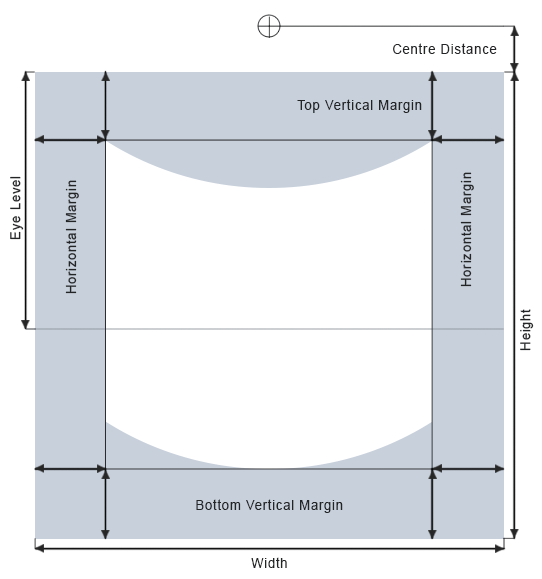 Centre Distance
Top Vertical Margin
Eye Level
Horizontal Margin
Horizontal Margin
Height
Bottom Vertical Margin
Width